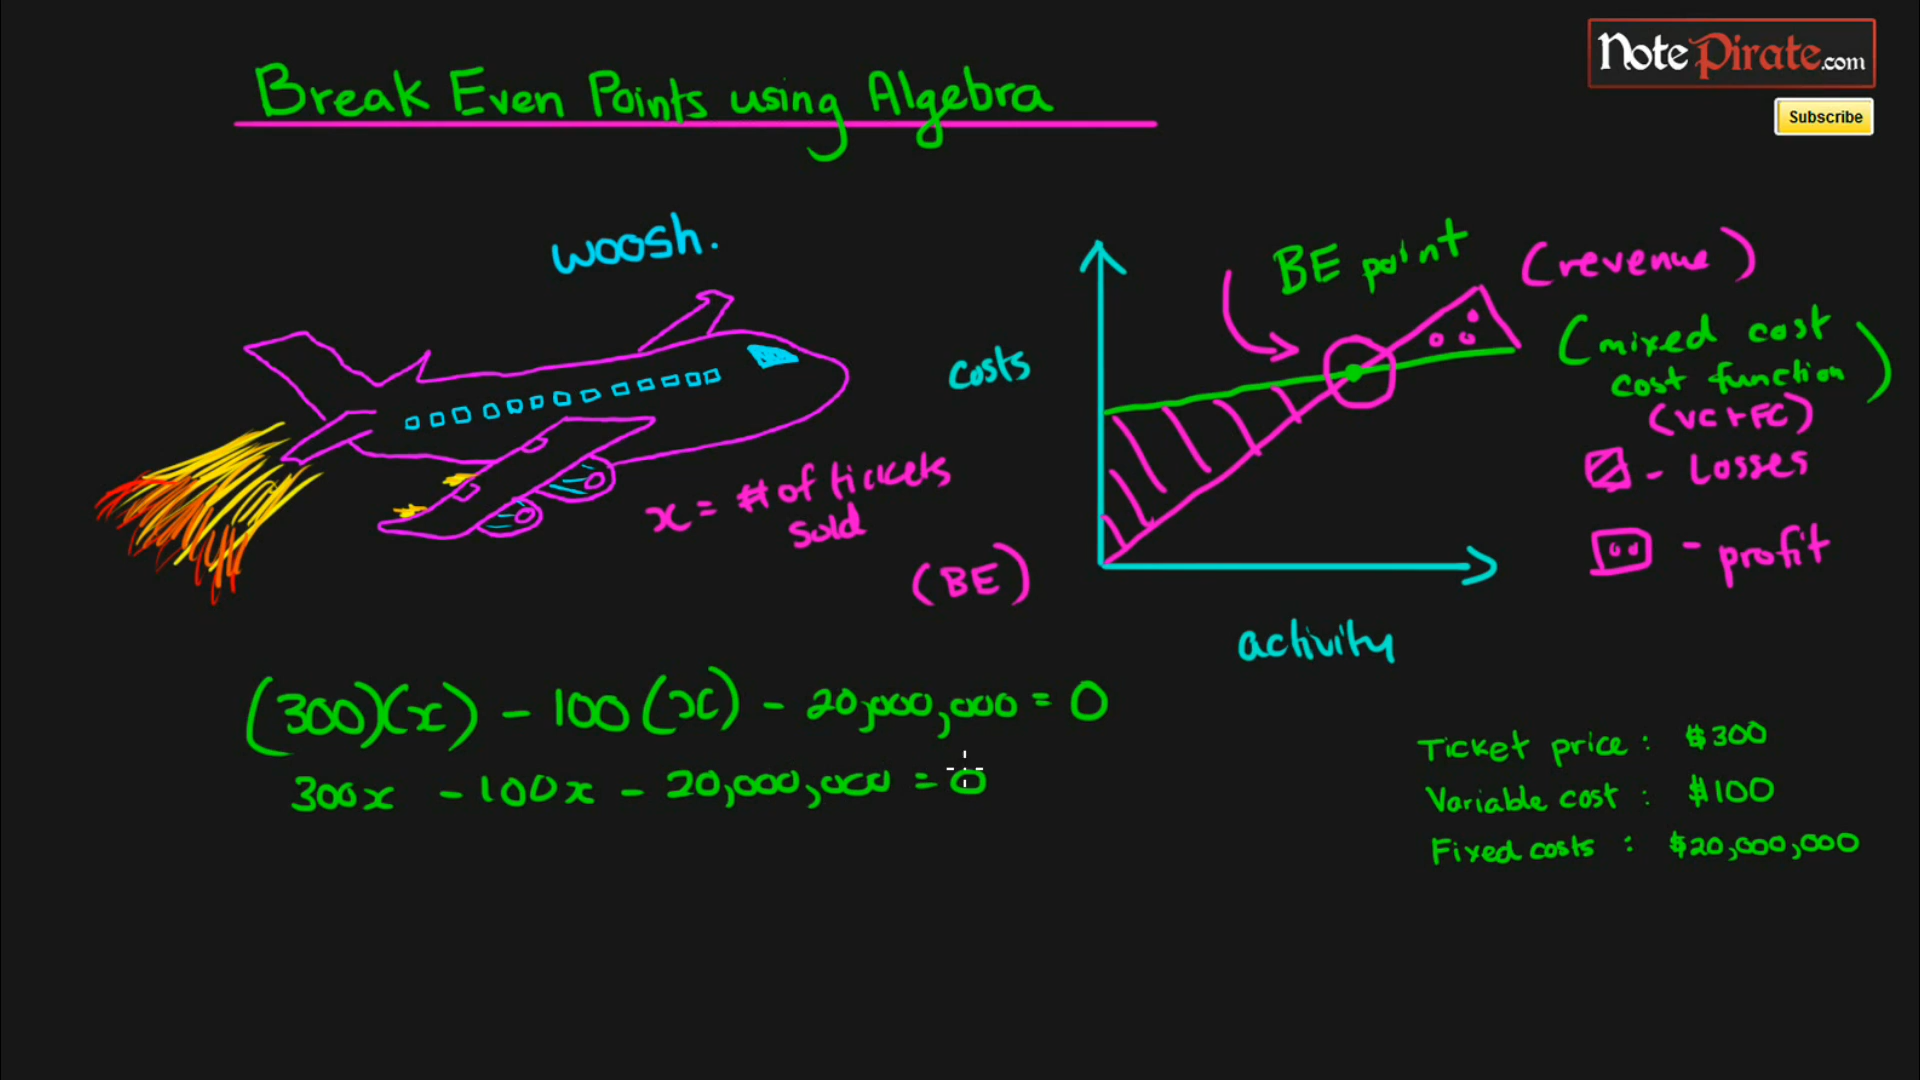 NotePirate.com
Subscribe
Break Even Points using Algebra
woosh.
x = # of tickets
sold
(BE)
costs
BE point
(revenue)
(mixed cost
cost function)
(VC+FC)
- Losses
- profit
activity
(300)(x) - 100(x) - 20,000,000 = 0
300x - 100x - 20,000,000 = 0
Ticket price: $300
Variable cost: $100
Fixed costs: $20,000,000